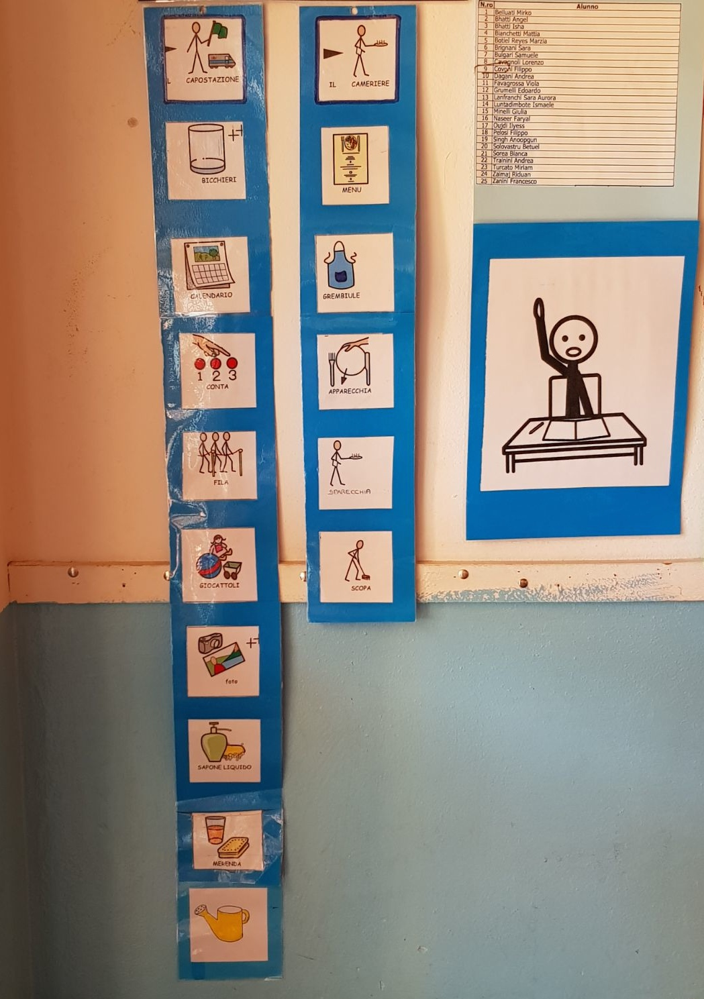 IL CAPOSTAZIONE
BICCHIERI
CALENDARIO
1 2 3
CONTA
FILA
GIOCATTOLI
foto
SAPONE LIQUIDO
MERENDA
IL CAMERIERE
MENU
GREMBIULE
APPARECCHIA
SPARECCHIA
SCOPA
N.ro Alunno
1 Belluati Mirko
2 Bhatti Angel
3 Bhatti Isha
4 Bianchetti Mattia
5 Botiel Reyes Marzia
6 Brignani Sara
7 Bulgari Samuele
8 Cavagnoli Lorenzo
9 Filippo
10 Dagani Andrea
11 Favagrossa Viola
12 Grumelli Edoardo
13 Lanfranchi Sara Aurora
14 Luntadimbote Ismaele
15 Minelli Giulia
16 Naseer Faryal
17 Oujdi Ilyess
18 Pelosi Filippo
19 Singh Anoopgun
20 Solovastru Betuel
21 Sorea Bianca
22 Trainini Andrea
23 Turcato Miriam
24 Zaimaj Riduan
25 Zanini Francesco